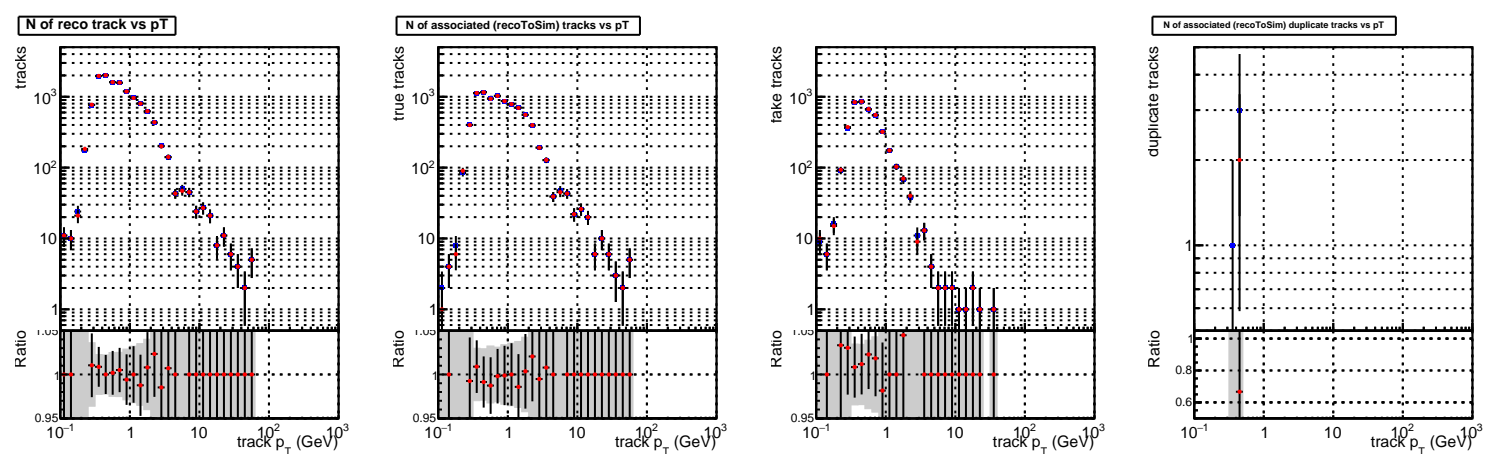 N of reco track vs pT
tracks
10³
10²
10
1
Ratio
1.05
1
0.95
10⁻¹ 1 10 10² 10³
track p_T (GeV)
N of associated (recoToSim) tracks vs pT
true tracks
10³
10²
10
1
Ratio
1.05
1
0.95
10⁻¹ 1 10 10² 10³
track p_T (GeV)
fake tracks
10³
10²
10
1
Ratio
1.05
1
0.95
10⁻¹ 1 10 10² 10³
track p_T (GeV)
N of associated (recoToSim) duplicate tracks vs pT
duplicate tracks
1
Ratio
1
0.8
0.6
10⁻¹ 1 10 10² 10³
track p_T (GeV)